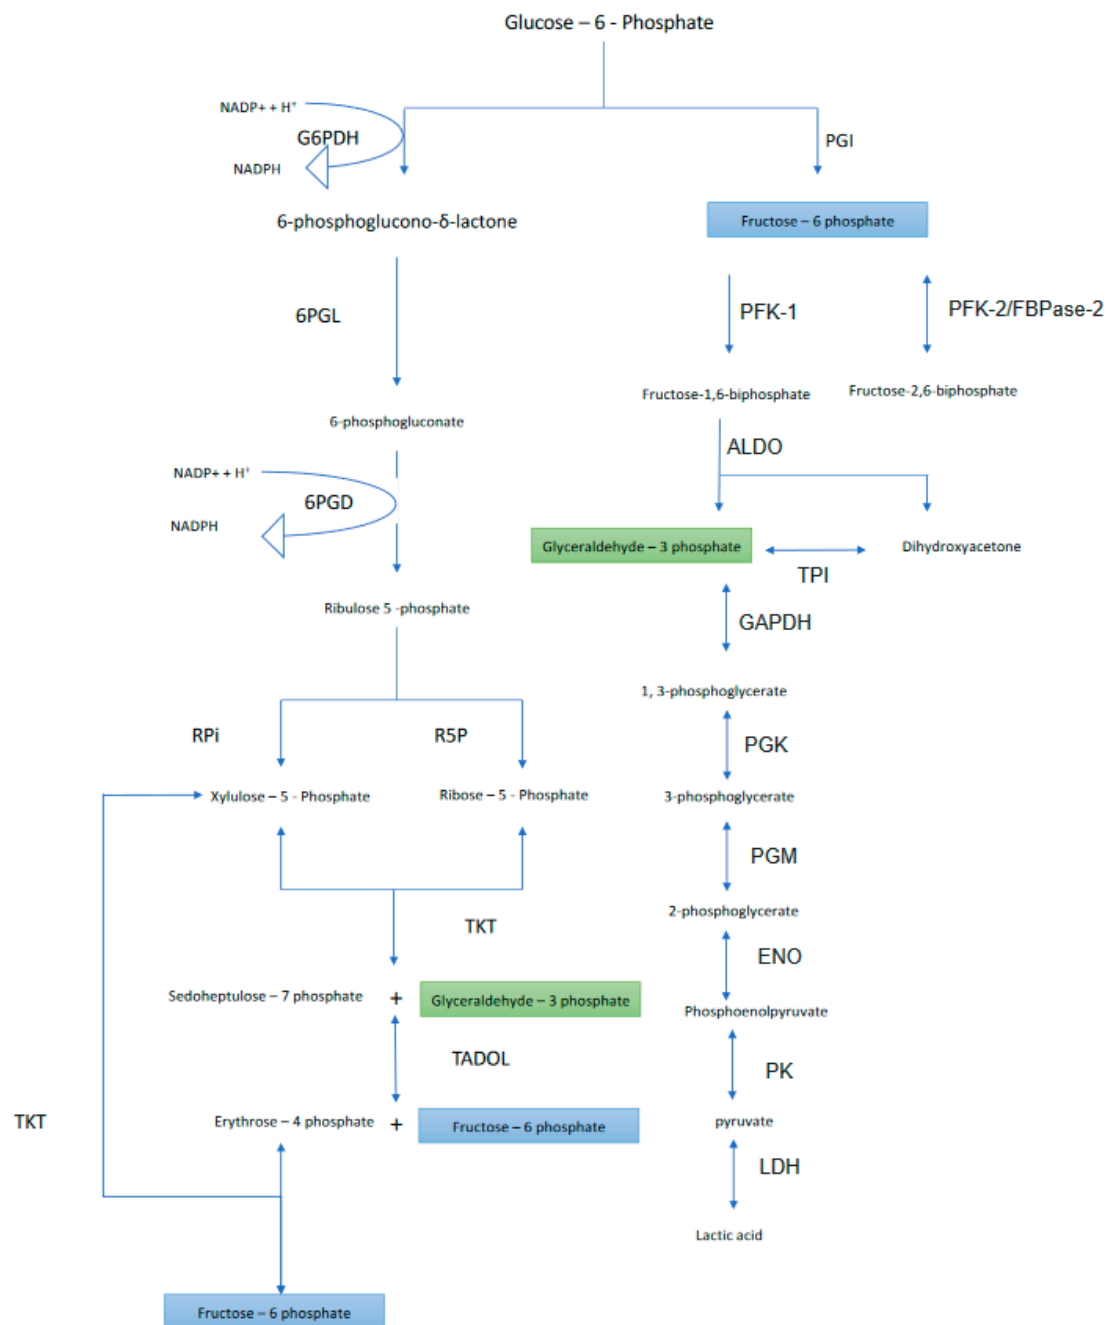 Glucose – 6 - Phosphate
NADP+ + H⁺
G6PDH
NADPH
PGI
6-phosphoglucono-δ-lactone
Fructose – 6 phosphate
6PGL
PFK-1
PFK-2/FBPase-2
Fructose-1,6-biphosphate
Fructose-2,6-biphosphate
6-phosphogluconate
ALDO
NADP+ + H⁺
6PGD
NADPH
Glyceraldehyde – 3 phosphate
Dihydroxyacetone
TPI
Ribulose 5 -phosphate
GAPDH
1, 3-phosphoglycerate
RPi
R5P
PGK
Xylulose – 5 - Phosphate
Ribose – 5 - Phosphate
3-phosphoglycerate
PGM
2-phosphoglycerate
TKT
ENO
Sedoheptulose – 7 phosphate + Glyceraldehyde – 3 phosphate
Phosphoenolpyruvate
TADOL
PK
TKT
Erythrose – 4 phosphate + Fructose – 6 phosphate
pyruvate
LDH
Lactic acid
Fructose – 6 phosphate